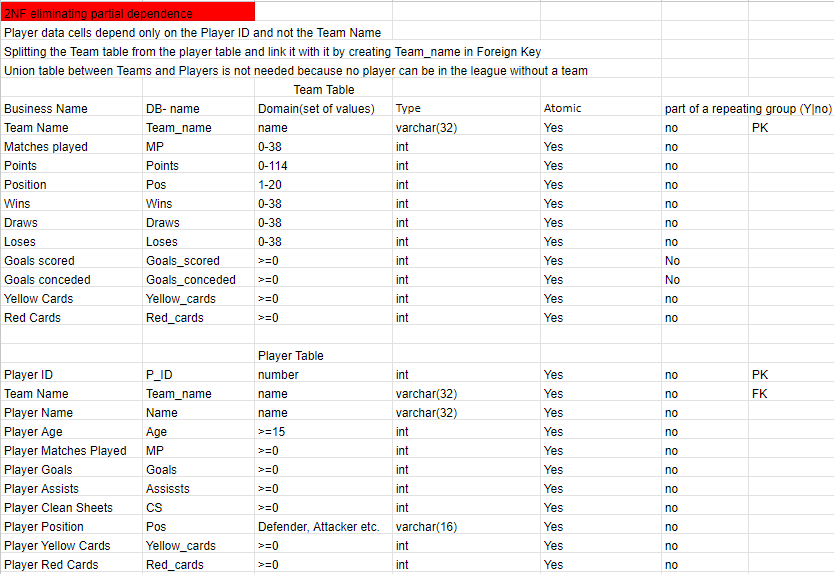 2NF eliminating partial dependence
Player data cells depend only on the Player ID and not the Team Name
Splitting the Team table from the player table and link it with it by creating Team_name in Foreign Key
Union table between Teams and Players is not needed because no player can be in the league without a team
Team Table
Business Name DB- name Domain(set of values) Type Atomic part of a repeating group (Y|no)
Team Name Team_name name varchar(32) Yes no PK
Matches played MP 0-38 int Yes no
Points Points 0-114 int Yes no
Position Pos 1-20 int Yes no
Wins Wins 0-38 int Yes no
Draws Draws 0-38 int Yes no
Loses Loses 0-38 int Yes no
Goals scored Goals_scored >=0 int Yes No
Goals conceded Goals_conceded >=0 int Yes No
Yellow Cards Yellow_cards >=0 int Yes no
Red Cards Red_cards >=0 int Yes no
Player Table
Player ID P_ID number int Yes no PK
Team Name Team_name name varchar(32) Yes no FK
Player Name Name name varchar(32) Yes no
Player Age Age >=15 int Yes no
Player Matches Played MP >=0 int Yes no
Player Goals Goals >=0 int Yes no
Player Assists Assissts >=0 int Yes no
Player Clean Sheets CS >=0 int Yes no
Player Position Pos Defender, Attacker etc. varchar(16) Yes no
Player Yellow Cards Yellow_cards >=0 int Yes no
Player Red Cards Red_cards >=0 int Yes no